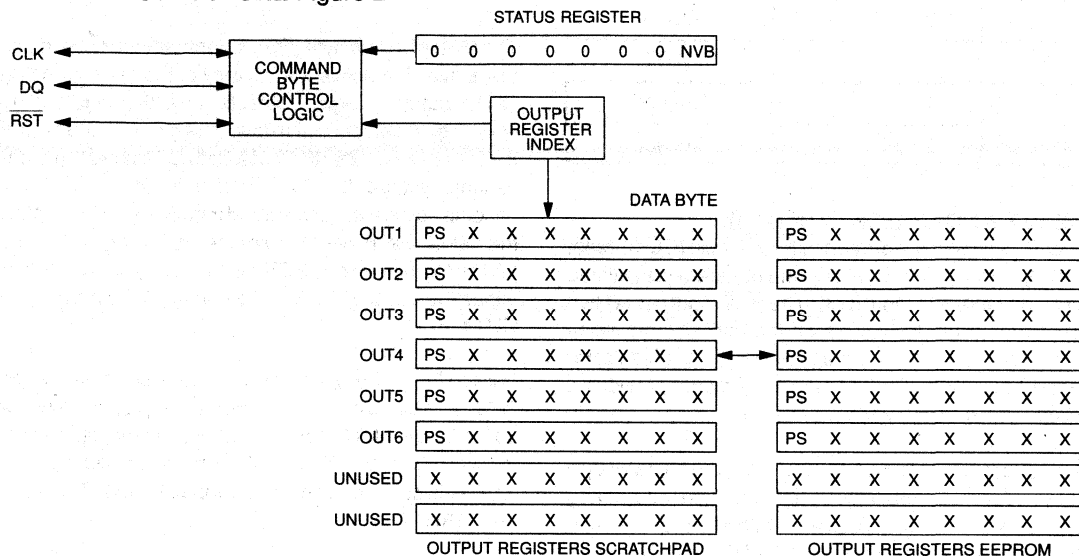 Figure 2
STATUS REGISTER
CLK
DQ
RST
COMMAND
BYTE
CONTROL
LOGIC
0 0 0 0 0 0 0 NVB
OUTPUT
REGISTER
INDEX
DATA BYTE
OUT1 PS X X X X X X X PS X X X X X X X
OUT2 PS X X X X X X X PS X X X X X X X
OUT3 PS X X X X X X X PS X X X X X X X
OUT4 PS X X X X X X X PS X X X X X X X
OUT5 PS X X X X X X X PS X X X X X X X
OUT6 PS X X X X X X X PS X X X X X X X
UNUSED X X X X X X X X X X X X X X X X
UNUSED X X X X X X X X X X X X X X X X
OUTPUT REGISTERS SCRATCHPAD OUTPUT REGISTERS EEPROM